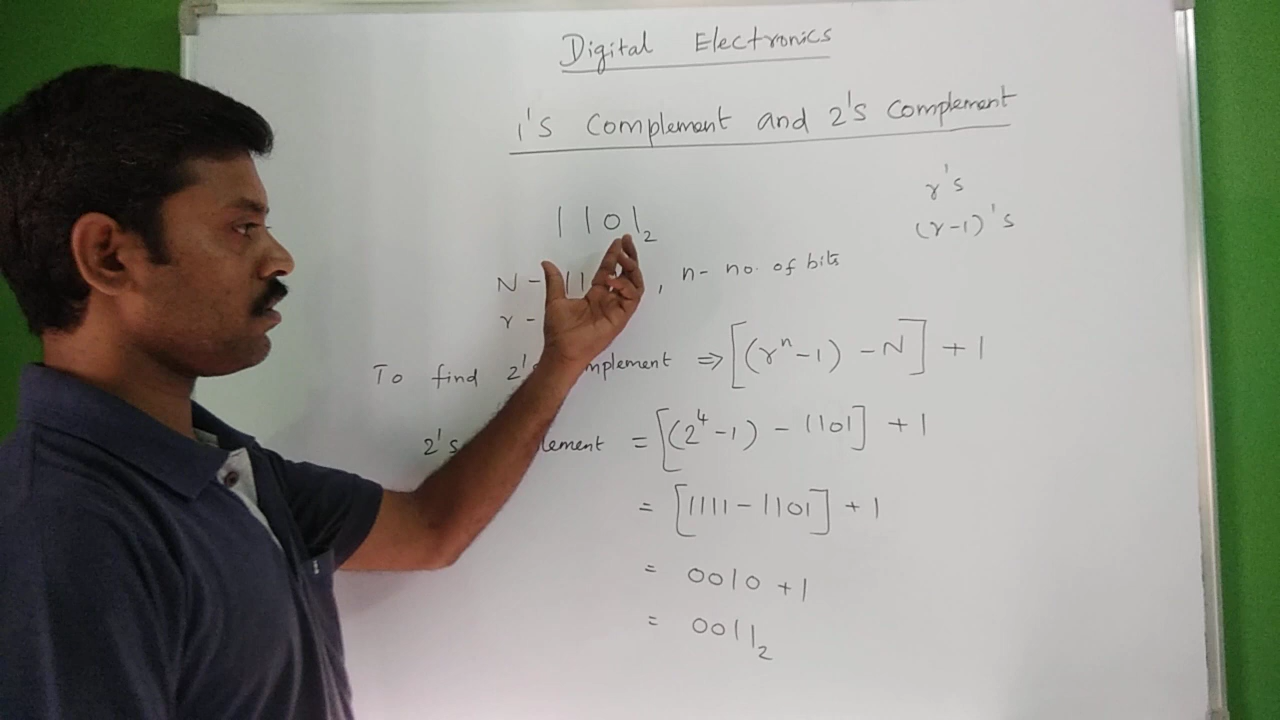 Digital Electronics
1's Complement and 2's Complement
r's
(r-1)'s
1101₂
N - 11 , n- no. of bits
r -
To find 2's mplement ⇒ [(rⁿ-1) - N] + 1
2's lement = [(2⁴-1) - 1101] + 1
= [1111 - 1101] + 1
= 0010 + 1
= 0011₂